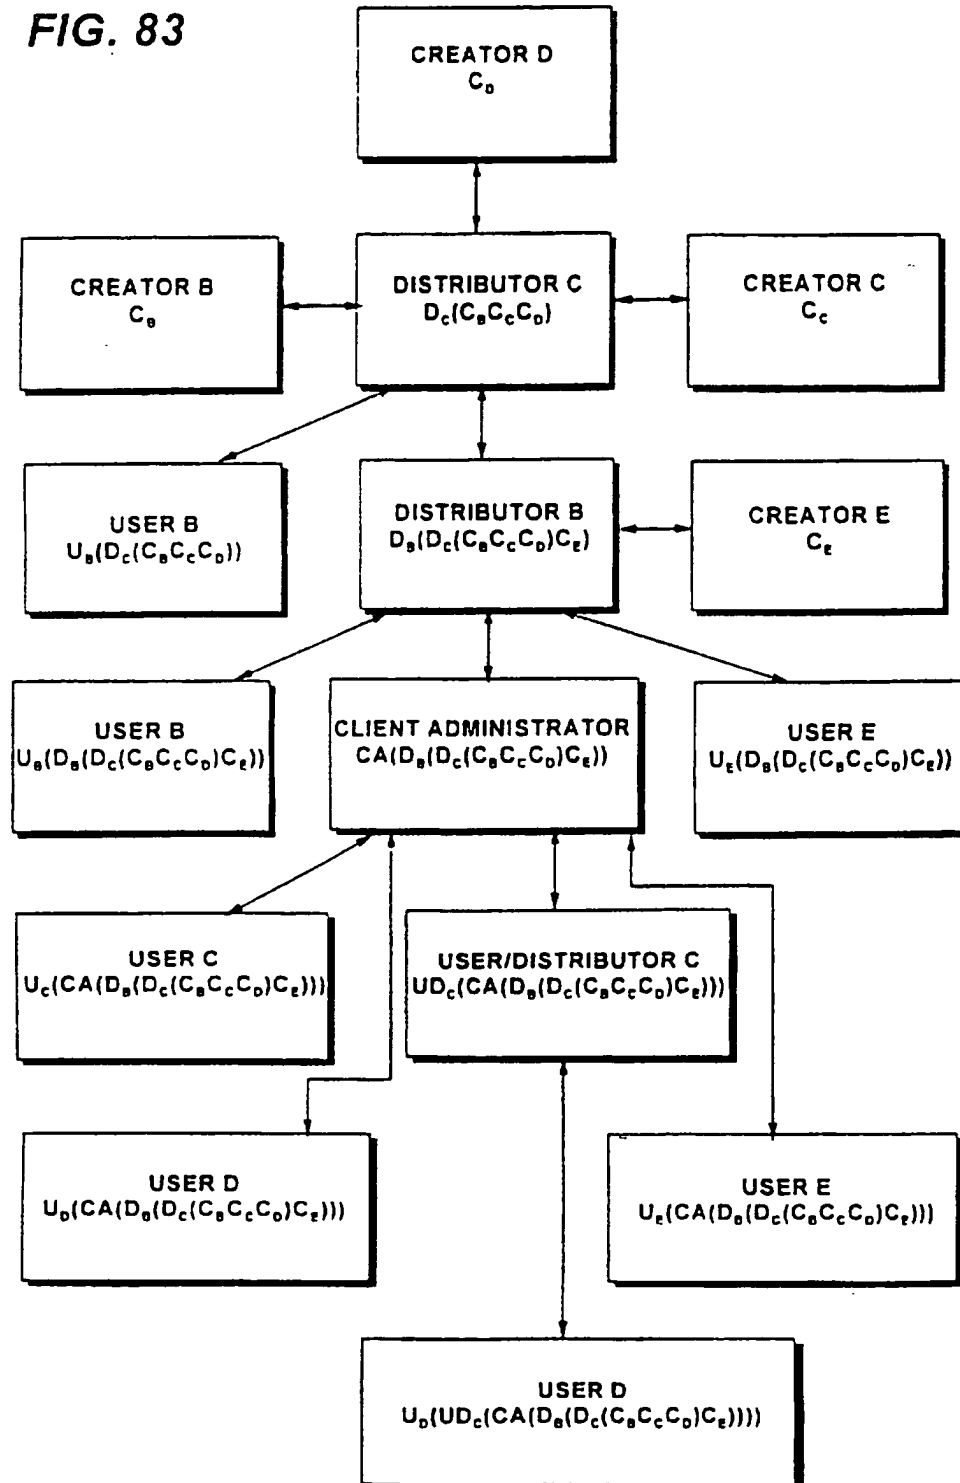 FIG. 83
CREATOR D
C_D
CREATOR B
C_B
DISTRIBUTOR C
D_C(C_BC_CC_D)
CREATOR C
C_C
USER B
U_B(D_C(C_BC_CC_D))
DISTRIBUTOR B
D_B(D_C(C_BC_CC_D)C_E)
CREATOR E
C_E
USER B
U_B(D_B(D_C(C_BC_CC_D)C_E))
CLIENT ADMINISTRATOR
CA(D_B(D_C(C_BC_CC_D)C_E))
USER E
U_E(D_B(D_C(C_BC_CC_D)C_E))
USER C
U_C(CA(D_B(D_C(C_BC_CC_D)C_E)))
USER/DISTRIBUTOR C
UD_C(CA(D_B(D_C(C_BC_CC_D)C_E)))
USER D
U_D(CA(D_B(D_C(C_BC_CC_D)C_E)))
USER E
U_E(CA(D_B(D_C(C_BC_CC_D)C_E)))
USER D
U_D(UD_C(CA(D_B(D_C(C_BC_CC_D)C_E))))